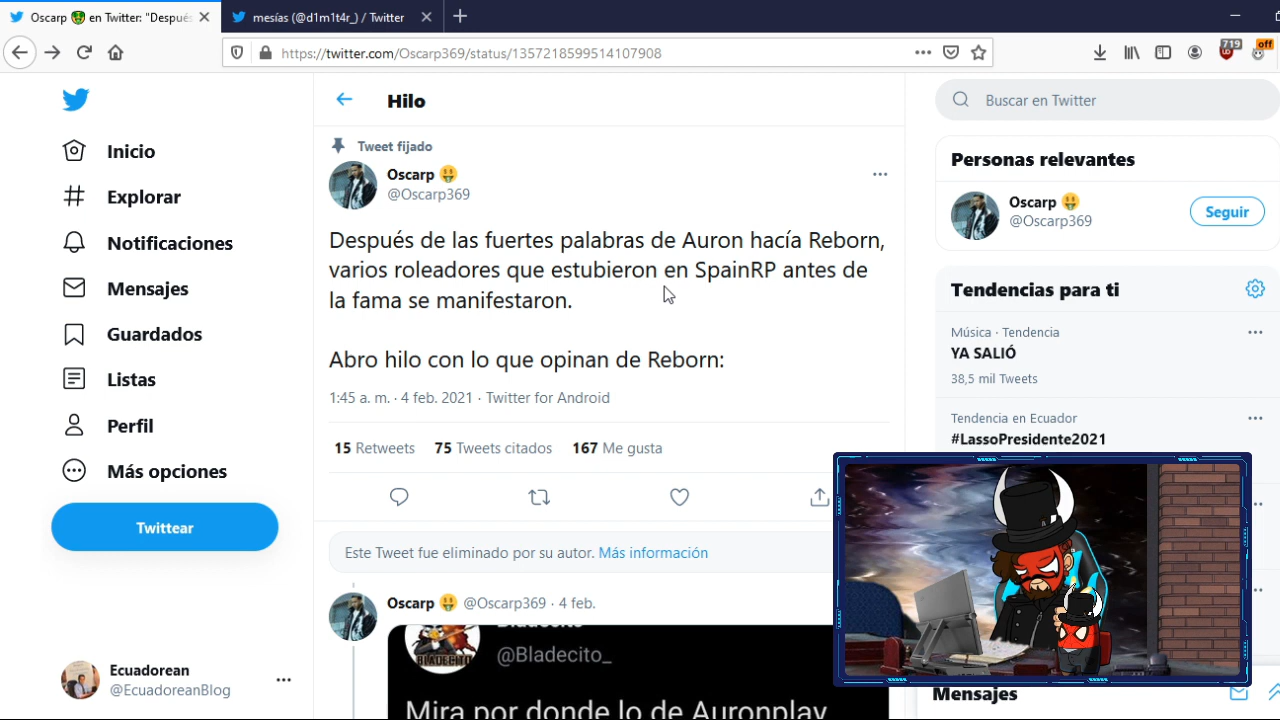 Oscarp 🤑 en Twitter: "Después
mesías (@d1m1t4r_) / Twitter
https://twitter.com/Oscarp369/status/1357218599514107908
719
off
Hilo
Buscar en Twitter
Inicio
Explorar
Notificaciones
Mensajes
Guardados
Listas
Perfil
Más opciones
Twittear
Ecuadorean
@EcuadoreanBlog
Tweet fijado
Oscarp 🤑
@Oscarp369
Después de las fuertes palabras de Auron hacía Reborn,
varios roleadores que estubieron en SpainRP antes de
la fama se manifestaron.
Abro hilo con lo que opinan de Reborn:
1:45 a. m. · 4 feb. 2021 · Twitter for Android
15 Retweets 75 Tweets citados 167 Me gusta
Este Tweet fue eliminado por su autor. Más información
Oscarp 🤑 @Oscarp369 · 4 feb.
BLADECITO
@Bladecito_
Mira por donde lo de Auronplay
Personas relevantes
Oscarp 🤑
@Oscarp369
Seguir
Tendencias para ti
Música · Tendencia
YA SALIÓ
38,5 mil Tweets
Tendencia en Ecuador
#LassoPresidente2021
Mensajes